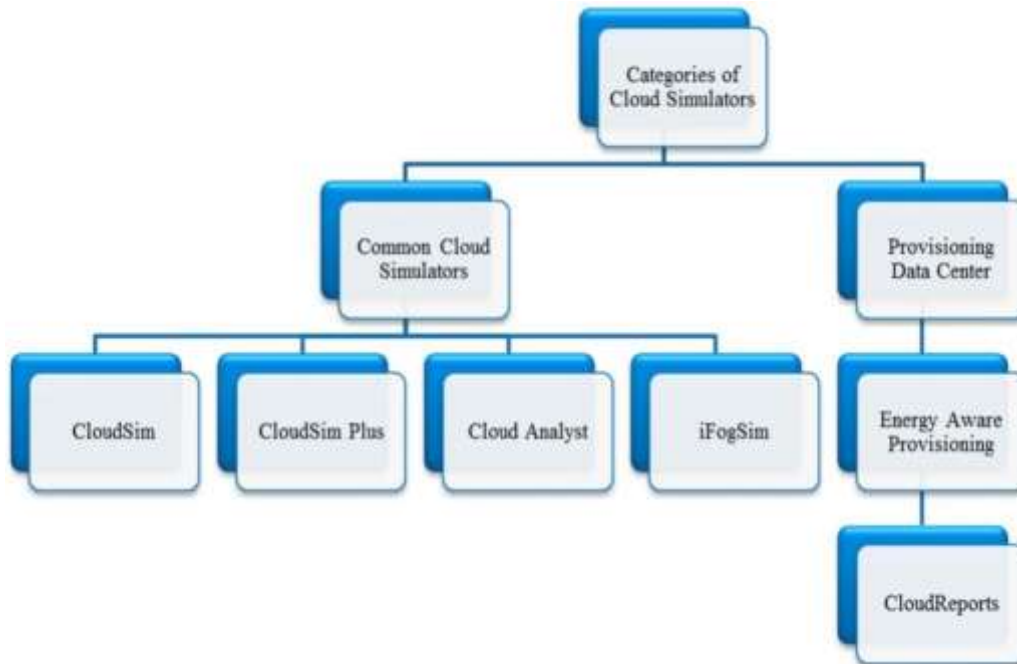 Categories of
Cloud Simulators
Common Cloud
Simulators
Provisioning
Data Center
CloudSim
CloudSim Plus
Cloud Analyst
iFogSim
Energy Aware
Provisioning
CloudReports